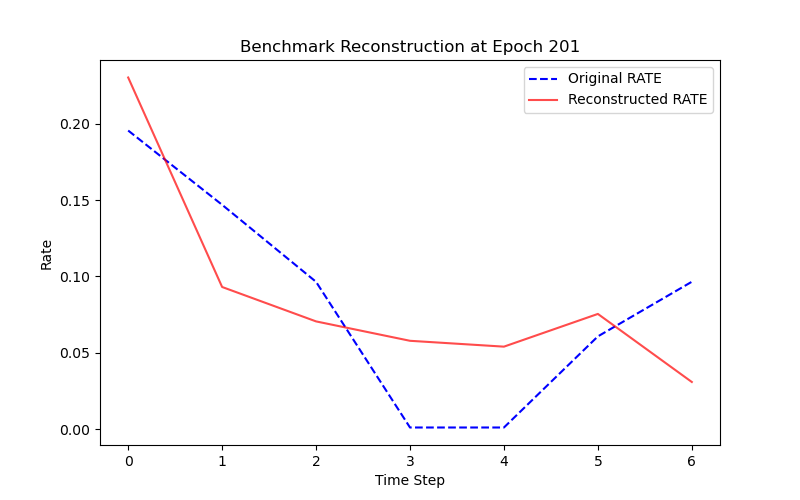 Benchmark Reconstruction at Epoch 201
Original RATE
Reconstructed RATE
Rate
0.20
0.15
0.10
0.05
0.00
0 1 2 3 4 5 6
Time Step